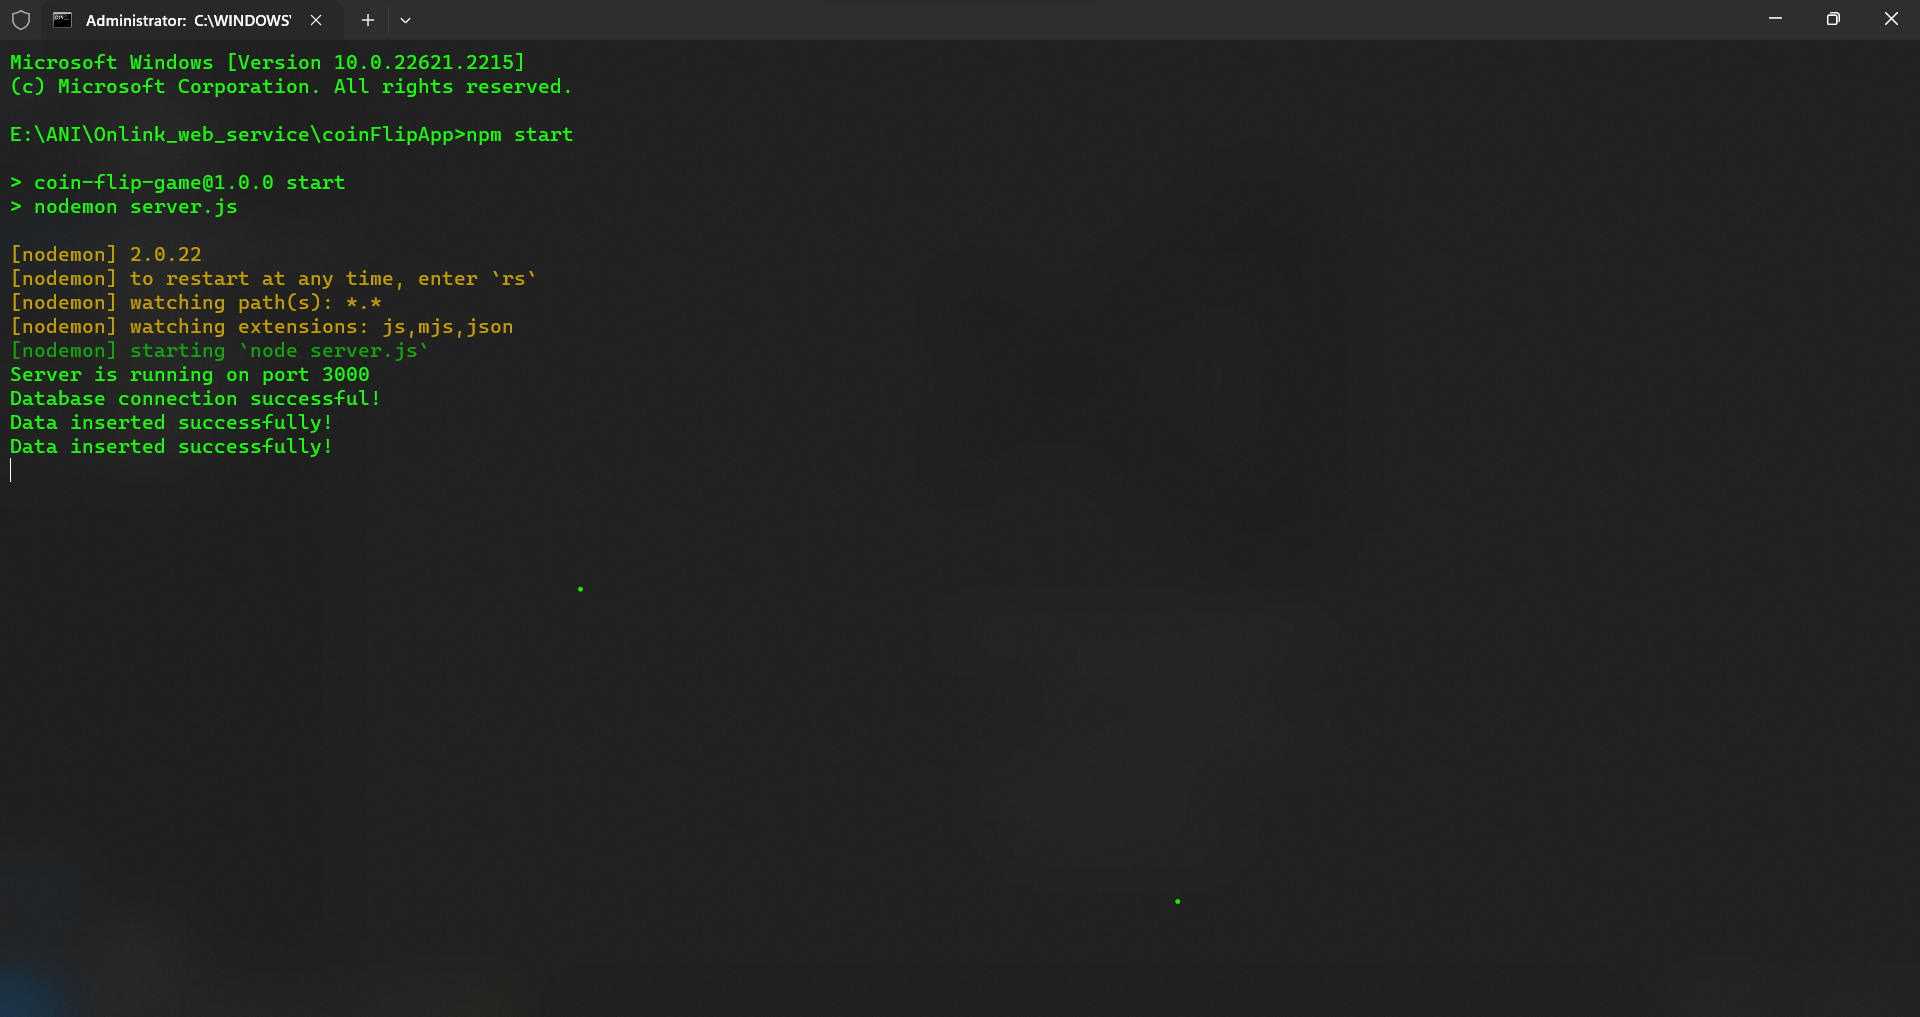 Administrator: C:\WINDOWS
Microsoft Windows [Version 10.0.22621.2215]
(c) Microsoft Corporation. All rights reserved.
E:\ANI\Onlink_web_service\coinFlipApp>npm start
> coin-flip-game@1.0.0 start
> nodemon server.js
[nodemon] 2.0.22
[nodemon] to restart at any time, enter `rs`
[nodemon] watching path(s): *.*
[nodemon] watching extensions: js,mjs,json
[nodemon] starting `node server.js`
Server is running on port 3000
Database connection successful!
Data inserted successfully!
Data inserted successfully!